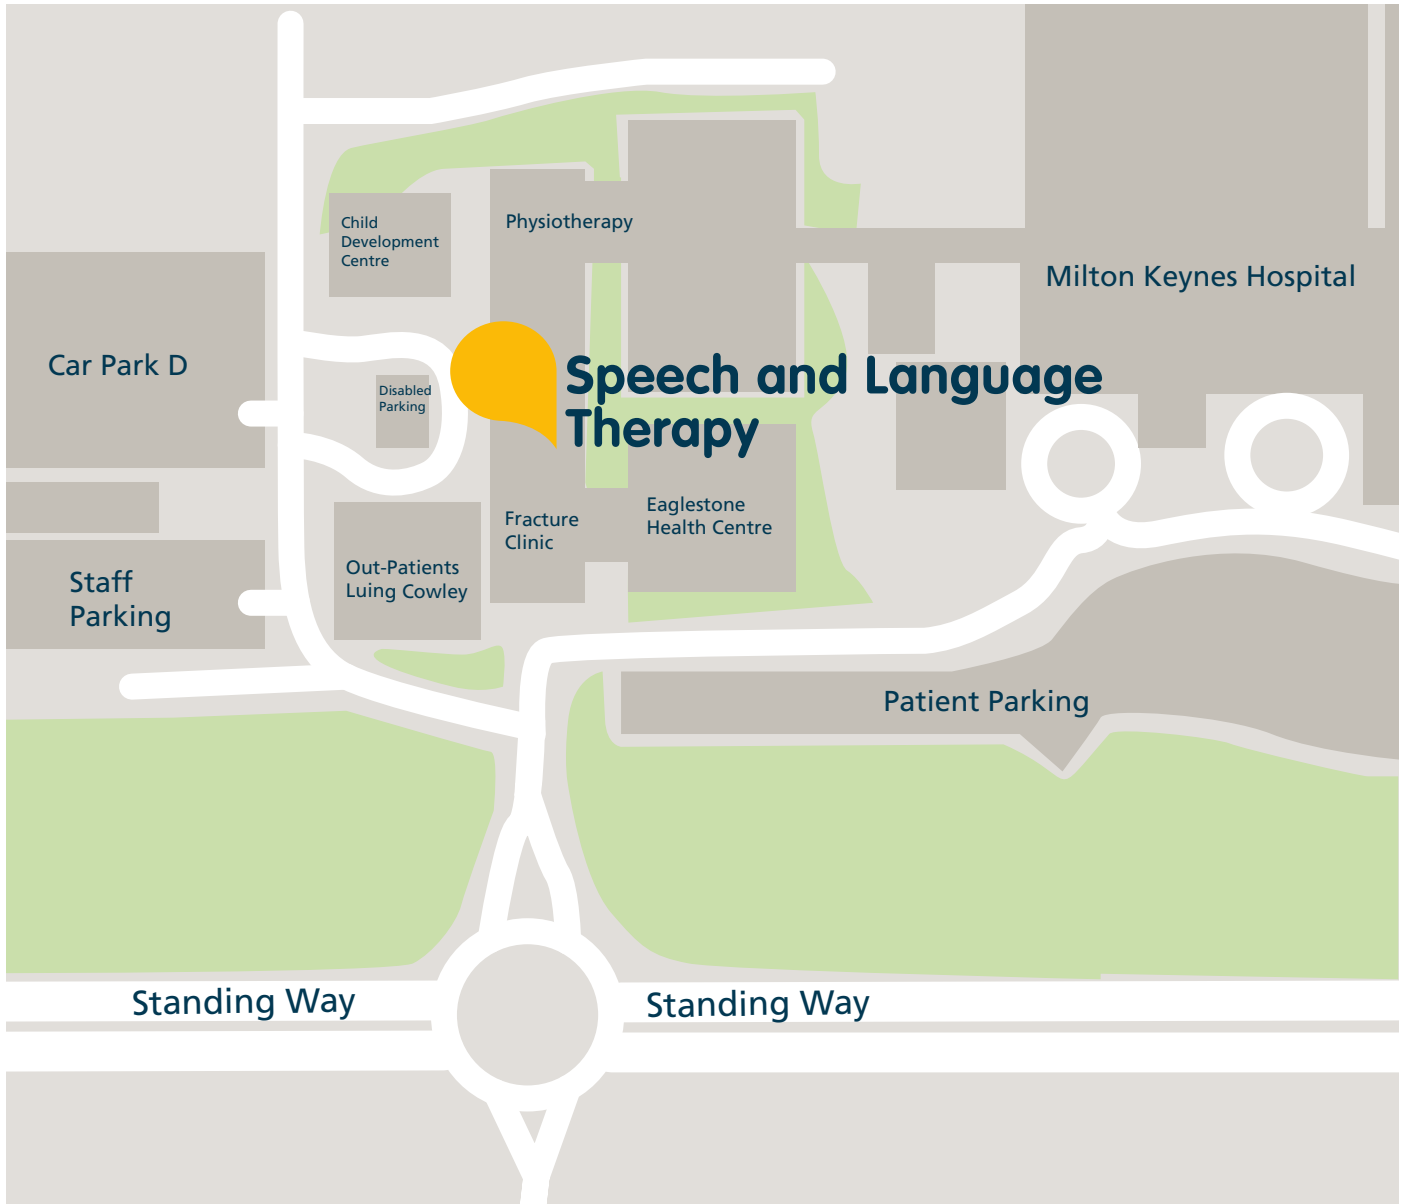 Child
Development
Centre
Physiotherapy
Milton Keynes Hospital
Car Park D
Disabled
Parking
Speech and Language
Therapy
Fracture
Clinic
Eaglestone
Health Centre
Out-Patients
Luing Cowley
Staff
Parking
Patient Parking
Standing Way
Standing Way